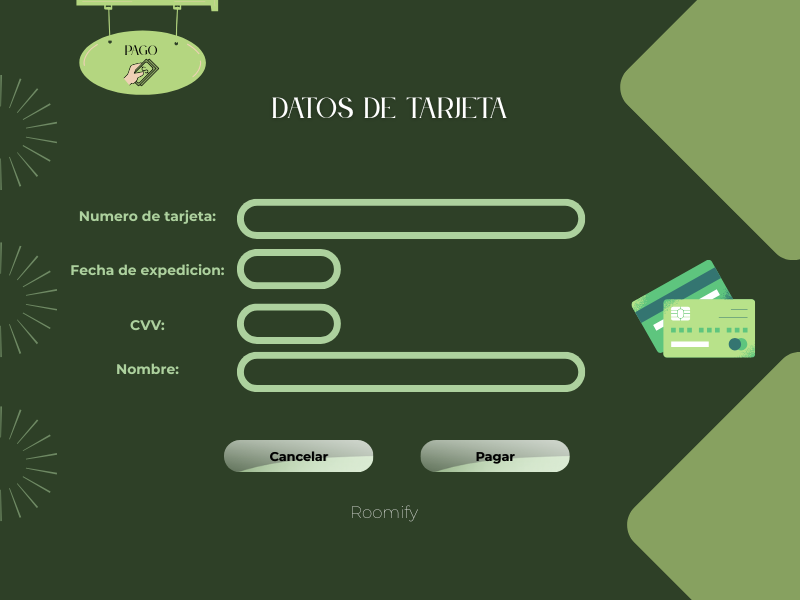 PAGO
DATOS DE TARJETA
Numero de tarjeta:
Fecha de expedicion:
CVV:
Nombre:
Cancelar
Pagar
Roomify